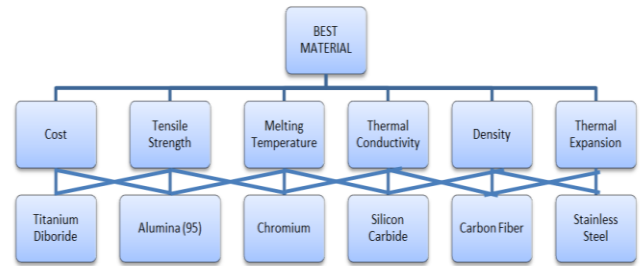 BEST
MATERIAL
Cost
Tensile
Strength
Melting
Temperature
Thermal
Conductivity
Density
Thermal
Expansion
Titanium
Diboride
Alumina (95)
Chromium
Silicon
Carbide
Carbon Fiber
Stainless
Steel